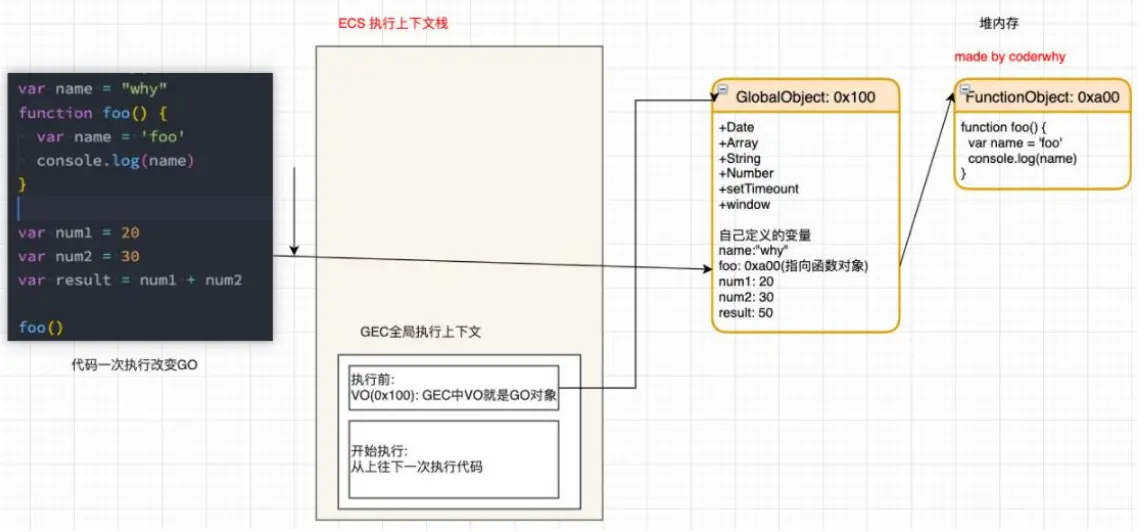 ECS 执行上下文栈
堆内存
made by coderwhy
var name = "why"
function foo() {
  var name = 'foo'
  console.log(name)
}
var num1 = 20
var num2 = 30
var result = num1 + num2
foo()
代码一次执行改变GO
GEC全局执行上下文
执行前:
VO(0x100): GEC中VO就是GO对象
开始执行:
从上往下一次执行代码
GlobalObject: 0x100
+Date
+Array
+String
+Number
+setTimeount
+window
自己定义的变量
name:"why"
foo: 0xa00(指向函数对象)
num1: 20
num2: 30
result: 50
FunctionObject: 0xa00
function foo() {
  var name = 'foo'
  console.log(name)
}